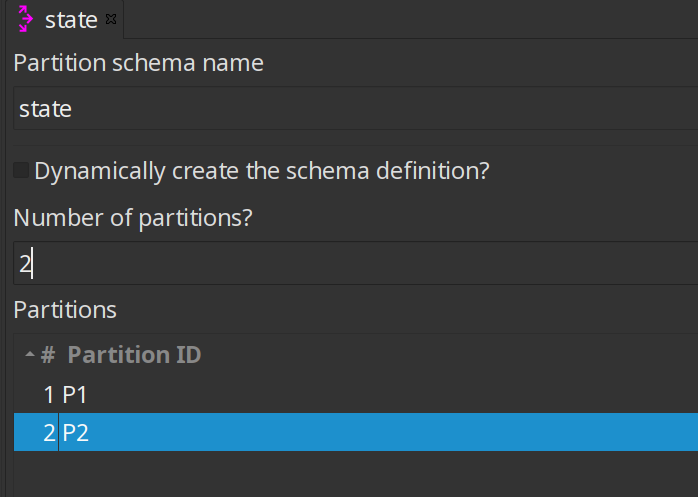 state
Partition schema name
state
Dynamically create the schema definition?
Number of partitions?
2
Partitions
# Partition ID
1 P1
2 P2